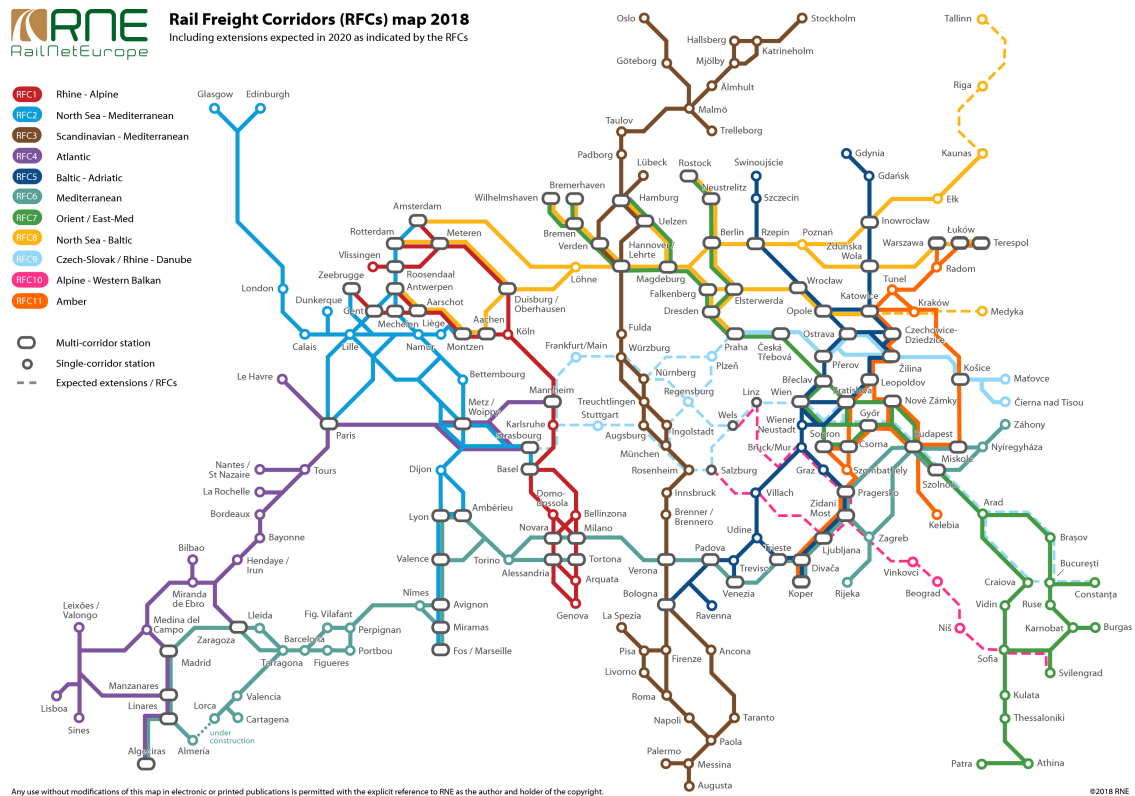 RNE
RailNetEurope
Rail Freight Corridors (RFCs) map 2018
Including extensions expected in 2020 as indicated by the RFCs
RFC1 Rhine - Alpine
RFC2 North Sea - Mediterranean
RFC3 Scandinavian - Mediterranean
RFC4 Atlantic
RFC5 Baltic - Adriatic
RFC6 Mediterranean
RFC7 Orient / East-Med
RFC8 North Sea - Baltic
RFC9 Czech-Slovak / Rhine - Danube
RFC10 Alpine - Western Balkan
RFC11 Amber
Multi-corridor station
Single-corridor station
Expected extensions / RFCs
Oslo
Stockholm
Tallinn
Hallsberg
Katrineholm
Göteborg
Mjölby
Älmhult
Riga
Glasgow
Edinburgh
Malmö
Taulov
Trelleborg
Padborg
Gdynia
Kaunas
Lübeck
Rostock
Świnoujście
Gdańsk
Bremerhaven
Neustrelitz
Wilhelmshaven
Hamburg
Szczecin
Ełk
Amsterdam
Uelzen
Inowrocław
Rotterdam
Meteren
Bremen
Verden
Hannover/
Lehrte
Berlin
Rzepin
Poznań
Zduńska
Wola
Warszawa
Łuków
Terespol
Vlissingen
Roosendaal
Radom
Zeebrugge
Antwerpen
Löhne
Magdeburg
Wrocław
Tunel
London
Dunkerque
Aarschot
Duisburg /
Oberhausen
Falkenberg
Elsterwerda
Katowice
Gent
Mechelen
Liège
Aachen
Dresden
Opole
Kraków
Medyka
Calais
Lille
Namur
Montzen
Köln
Fulda
Praha
Česká
Třebová
Ostrava
Czechowice-
Dziedzice
Frankfurt/Main
Würzburg
Plzeň
Přerov
Žilina
Le Havre
Bettembourg
Mannheim
Nürnberg
Regensburg
Linz
Břeclav
Bratislava
Leopoldov
Košice
Maťovce
Metz /
Woippy
Treuchtlingen
Wien
Nové Zámky
Čierna nad Tisou
Paris
Karlsruhe
Stuttgart
Augsburg
Ingolstadt
Wels
Wiener
Neustadt
Győr
Záhony
Strasbourg
München
Bruck/Mur
Sopron
Csorna
Budapest
Nyíregyháza
Nantes /
St Nazaire
Tours
Dijon
Basel
Rosenheim
Salzburg
Graz
Szombathely
Miskolc
Szolnok
La Rochelle
Domo-
dossola
Innsbruck
Villach
Pragersko
Bordeaux
Lyon
Ambérieu
Bellinzona
Brenner /
Brennero
Zidani
Most
Kelebia
Arad
Bayonne
Novara
Milano
Udine
Ljubljana
Zagreb
Brașov
Bilbao
Hendaye /
Irun
Valence
Torino
Alessandria
Tortona
Verona
Padova
Treviso
Trieste
Divača
Vinkovci
București
Miranda
de Ebro
Arquata
Venezia
Koper
Rijeka
Beograd
Craiova
Constanța
Leixões /
Valongo
Nîmes
Avignon
Genova
Bologna
Ravenna
Vidin
Ruse
Medina del
Campo
Lleida
Fig. Vilafant
Perpignan
Miramas
La Spezia
Niš
Karnobat
Burgas
Zaragoza
Barcelona
Tarragona
Figueres
Portbou
Fos / Marseille
Pisa
Firenze
Ancona
Sofia
Madrid
Livorno
Svilengrad
Manzanares
Valencia
Roma
Kulata
Lisboa
Linares
Lorca
Cartagena
Napoli
Taranto
Thessaloniki
Sines
under
construction
Algeciras
Almería
Paola
Palermo
Messina
Patra
Athina
Augusta
Any use without modifications of this map in electronic or printed publications is permitted with the explicit reference to RNE as the author and holder of the copyright.
©2018 RNE